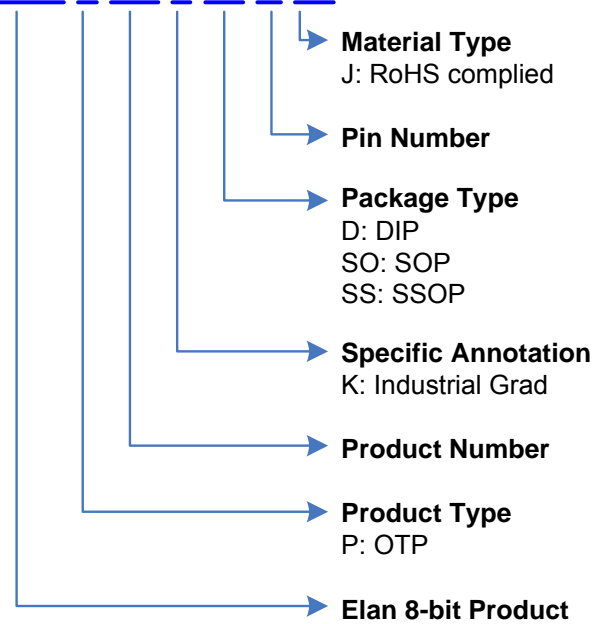 Material Type
J: RoHS complied
Pin Number
Package Type
D: DIP
SO: SOP
SS: SSOP
Specific Annotation
K: Industrial Grad
Product Number
Product Type
P: OTP
Elan 8-bit Product